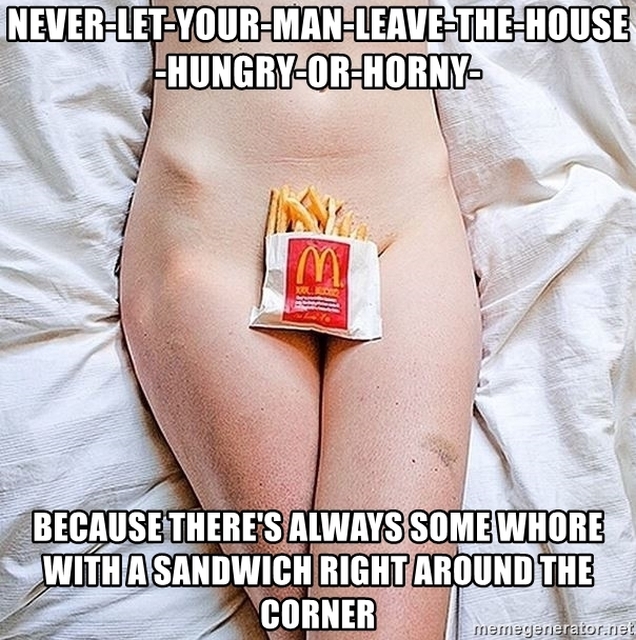 NEVER-LET-YOUR-MAN-LEAVE-THE-HOUSE
-HUNGRY-OR-HORNY-
M
BECAUSE THERE'S ALWAYS SOME WHORE
WITH A SANDWICH RIGHT AROUND THE
CORNER
memegenerator.net